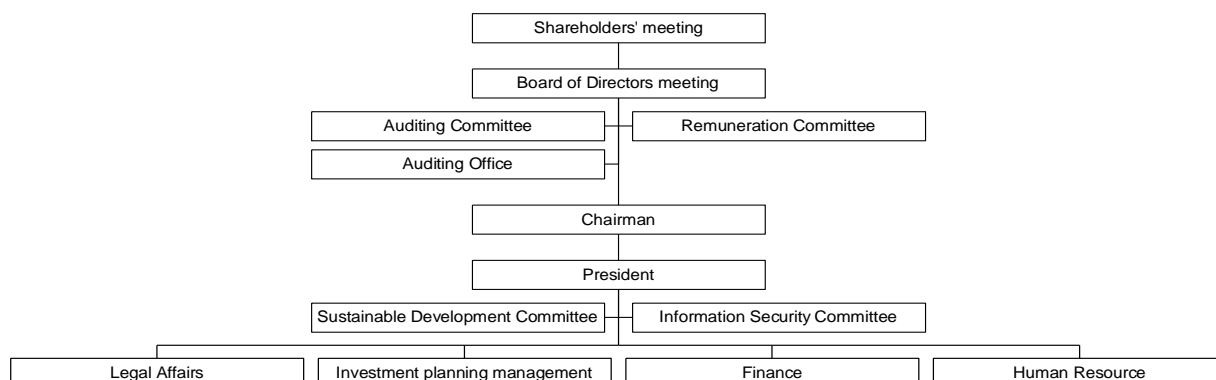 Shareholders' meeting
Board of Directors meeting
Auditing Committee
Remuneration Committee
Auditing Office
Chairman
President
Sustainable Development Committee
Information Security Committee
Legal Affairs
Investment planning management
Finance
Human Resource